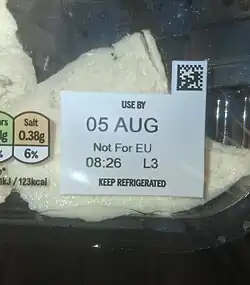 USE BY
05 AUG
Not For EU
08:26 L3
KEEP REFRIGERATED
Salt
0.38g
6%
/ 123kcal